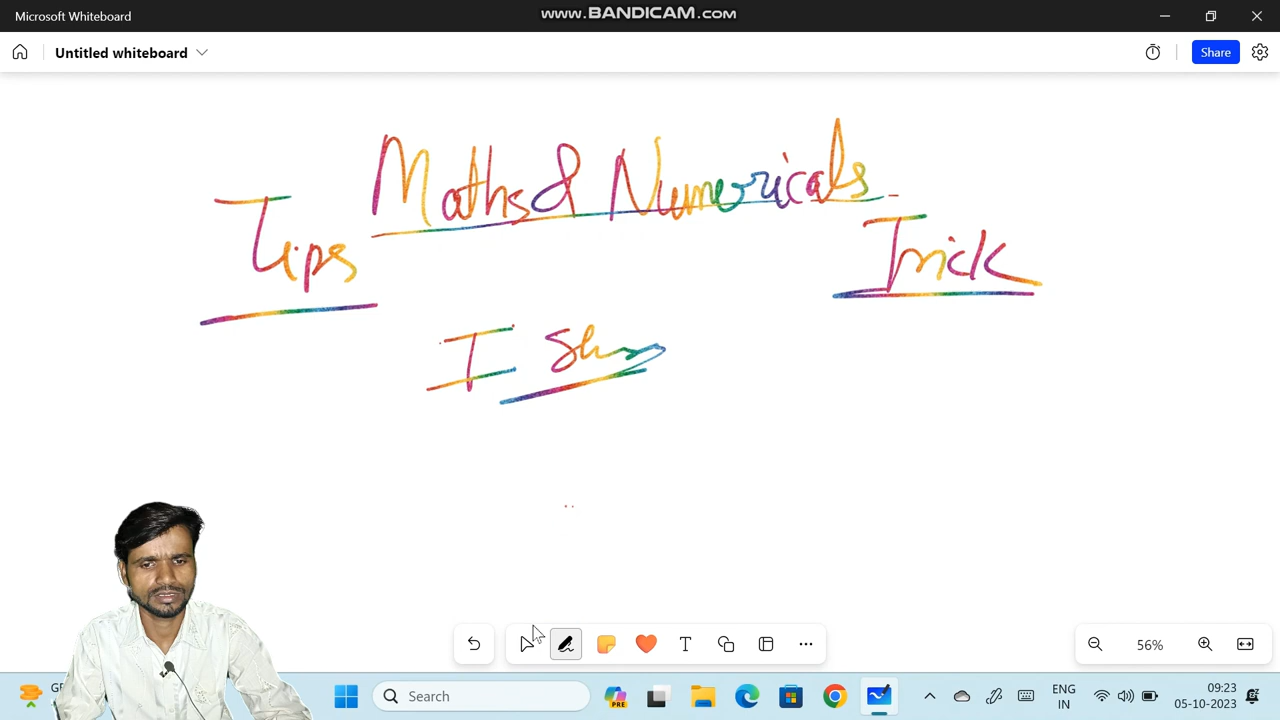 Microsoft Whiteboard
www.BANDICAM.com
Untitled whiteboard
Share
Maths & Numericals
Tips
Trick
I
56%
Search
PRE
ENG
IN
09:23
05-10-2023